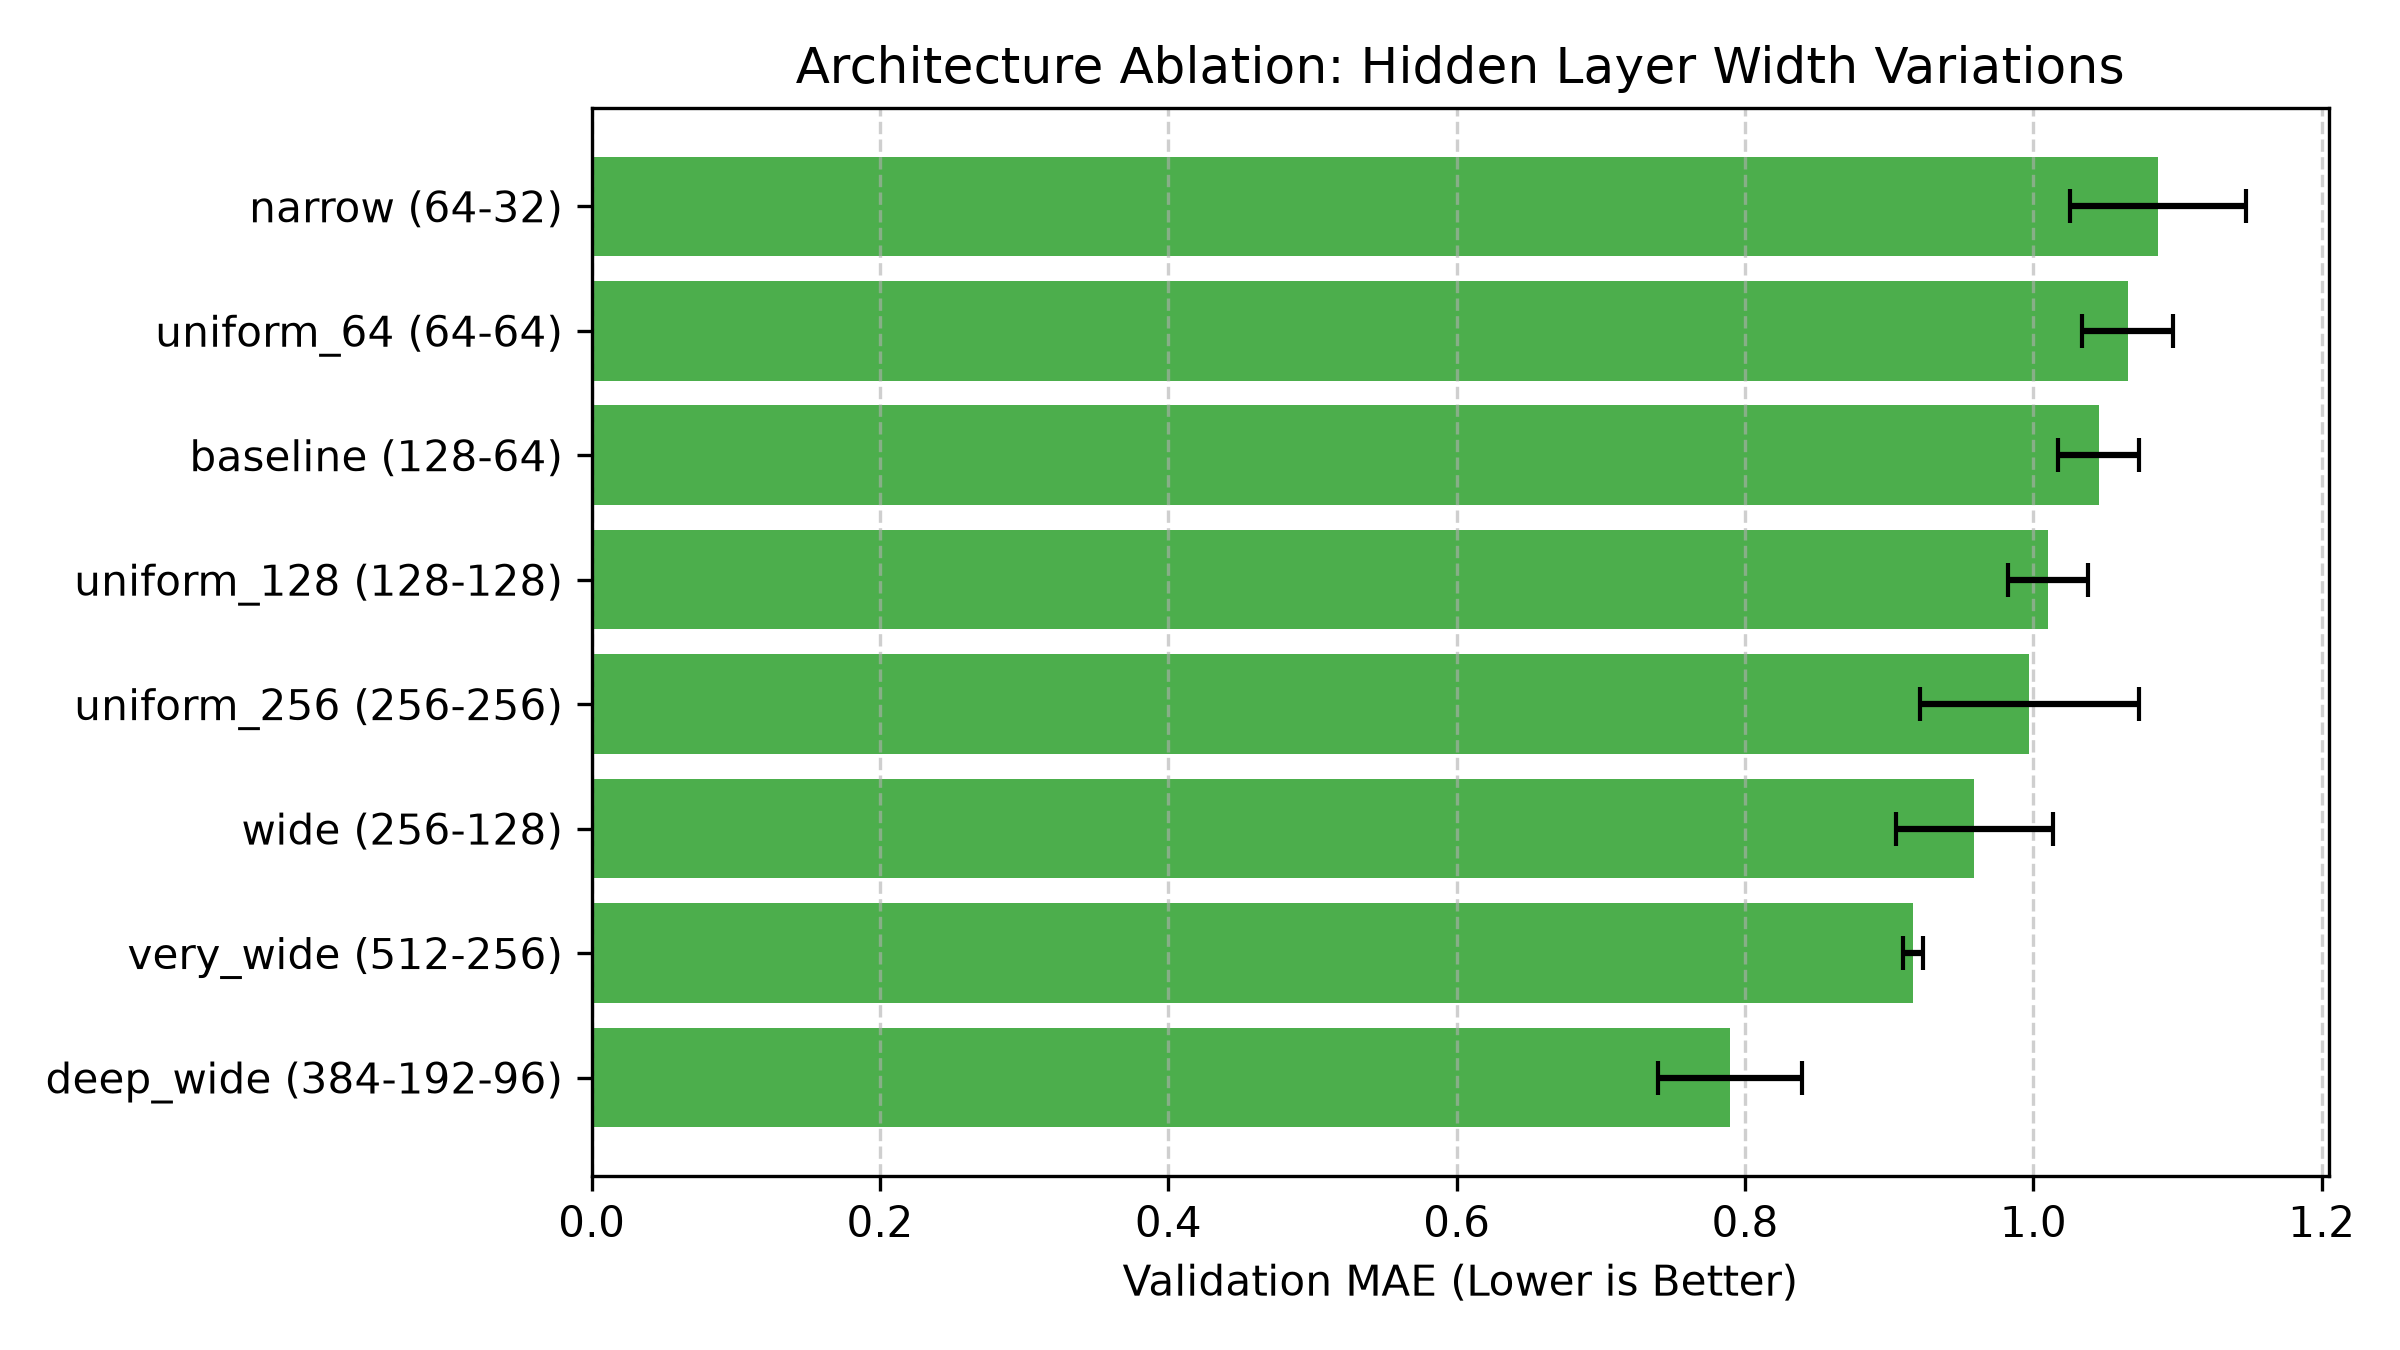 Architecture Ablation: Hidden Layer Width Variations
narrow (64-32)
uniform_64 (64-64)
baseline (128-64)
uniform_128 (128-128)
uniform_256 (256-256)
wide (256-128)
very_wide (512-256)
deep_wide (384-192-96)
0.0 0.2 0.4 0.6 0.8 1.0 1.2
Validation MAE (Lower is Better)